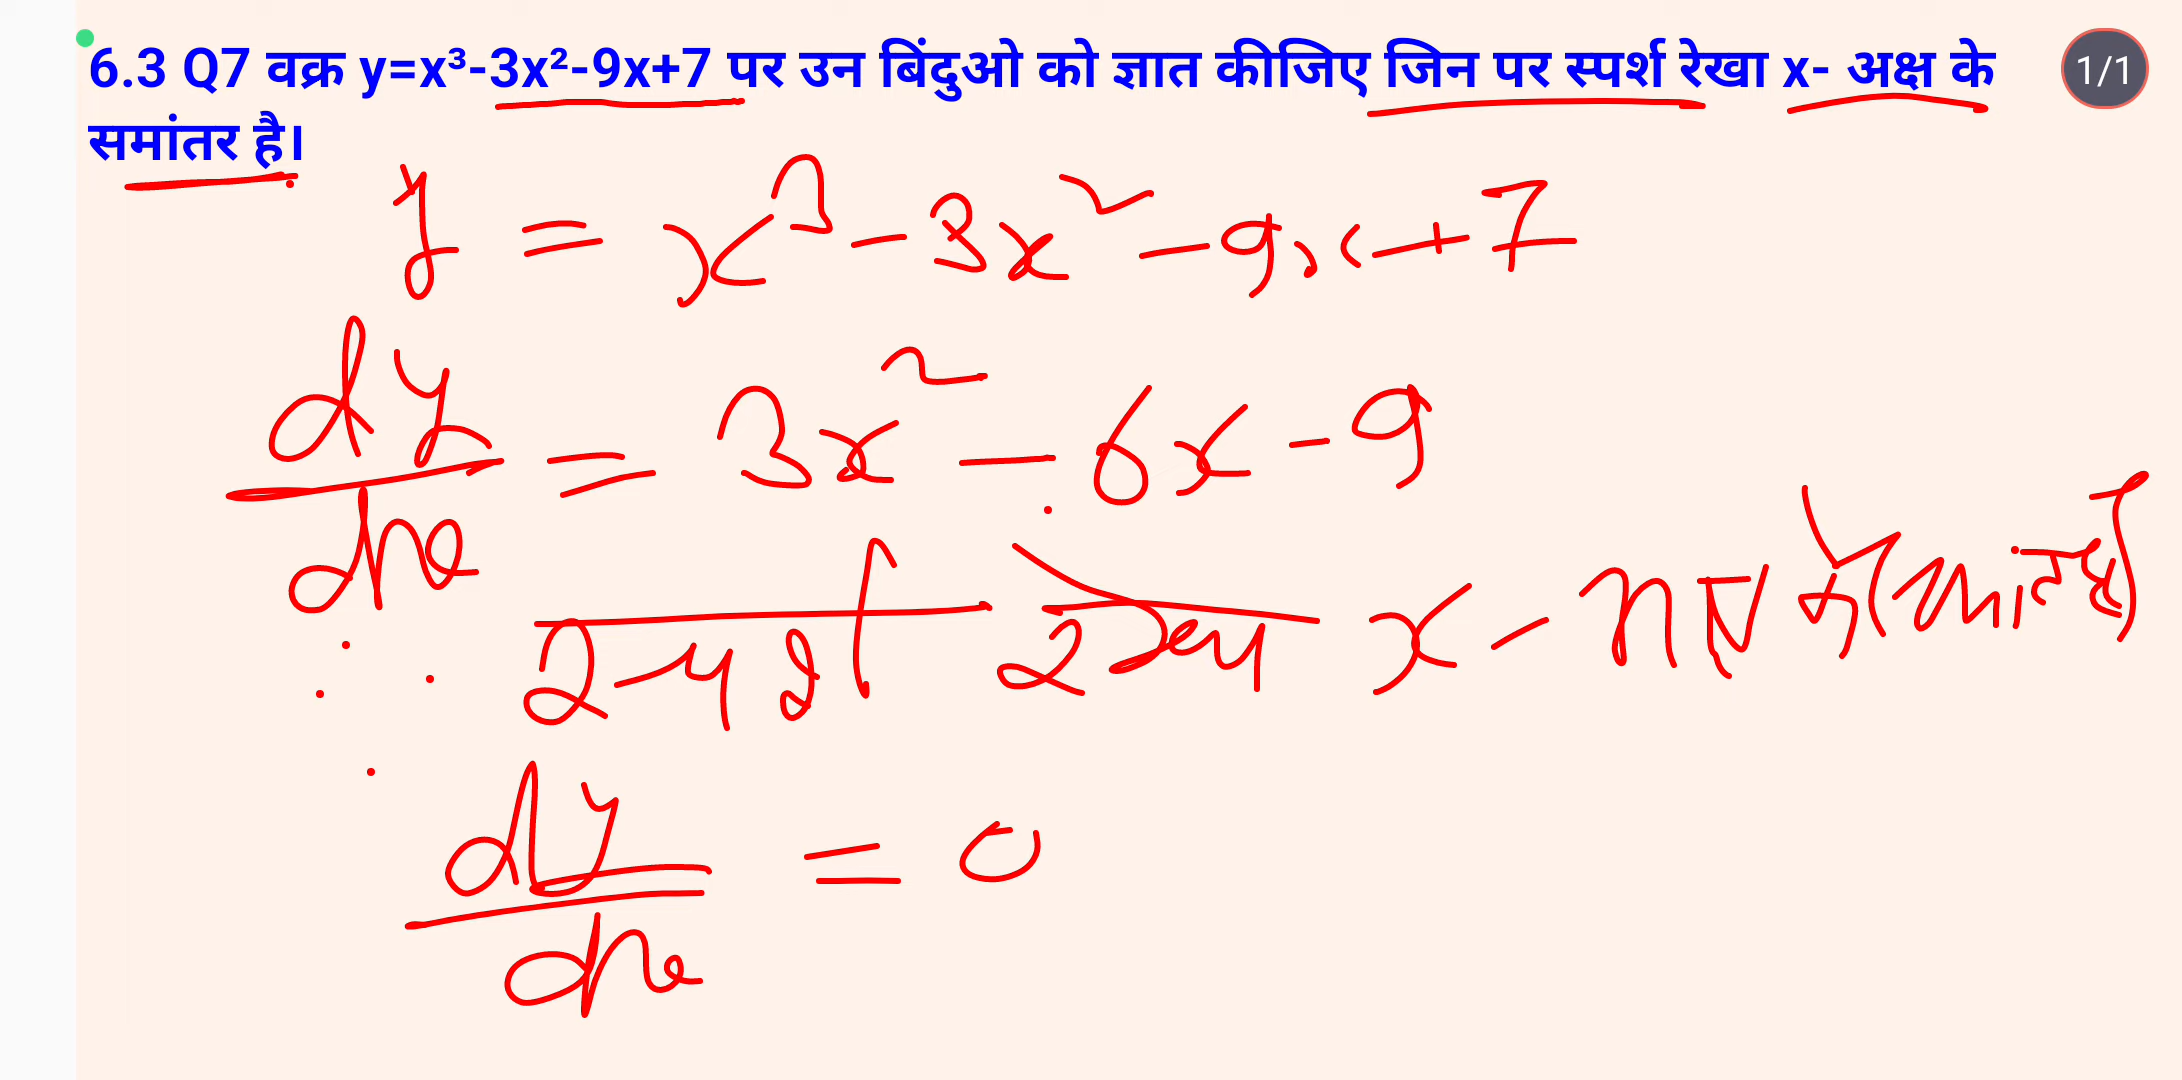 6.3 Q7 वक्र y=x³-3x²-9x+7 पर उन बिंदुओ को ज्ञात कीजिए जिन पर स्पर्श रेखा x- अक्ष के
1/1
समांतर है।
y = x³ - 3x² - 9x + 7
dy/dx = 3x² - 6x - 9
∴ स्पर्श रेखा x-अक्ष के समांतर है
∴ dy/dx = 0